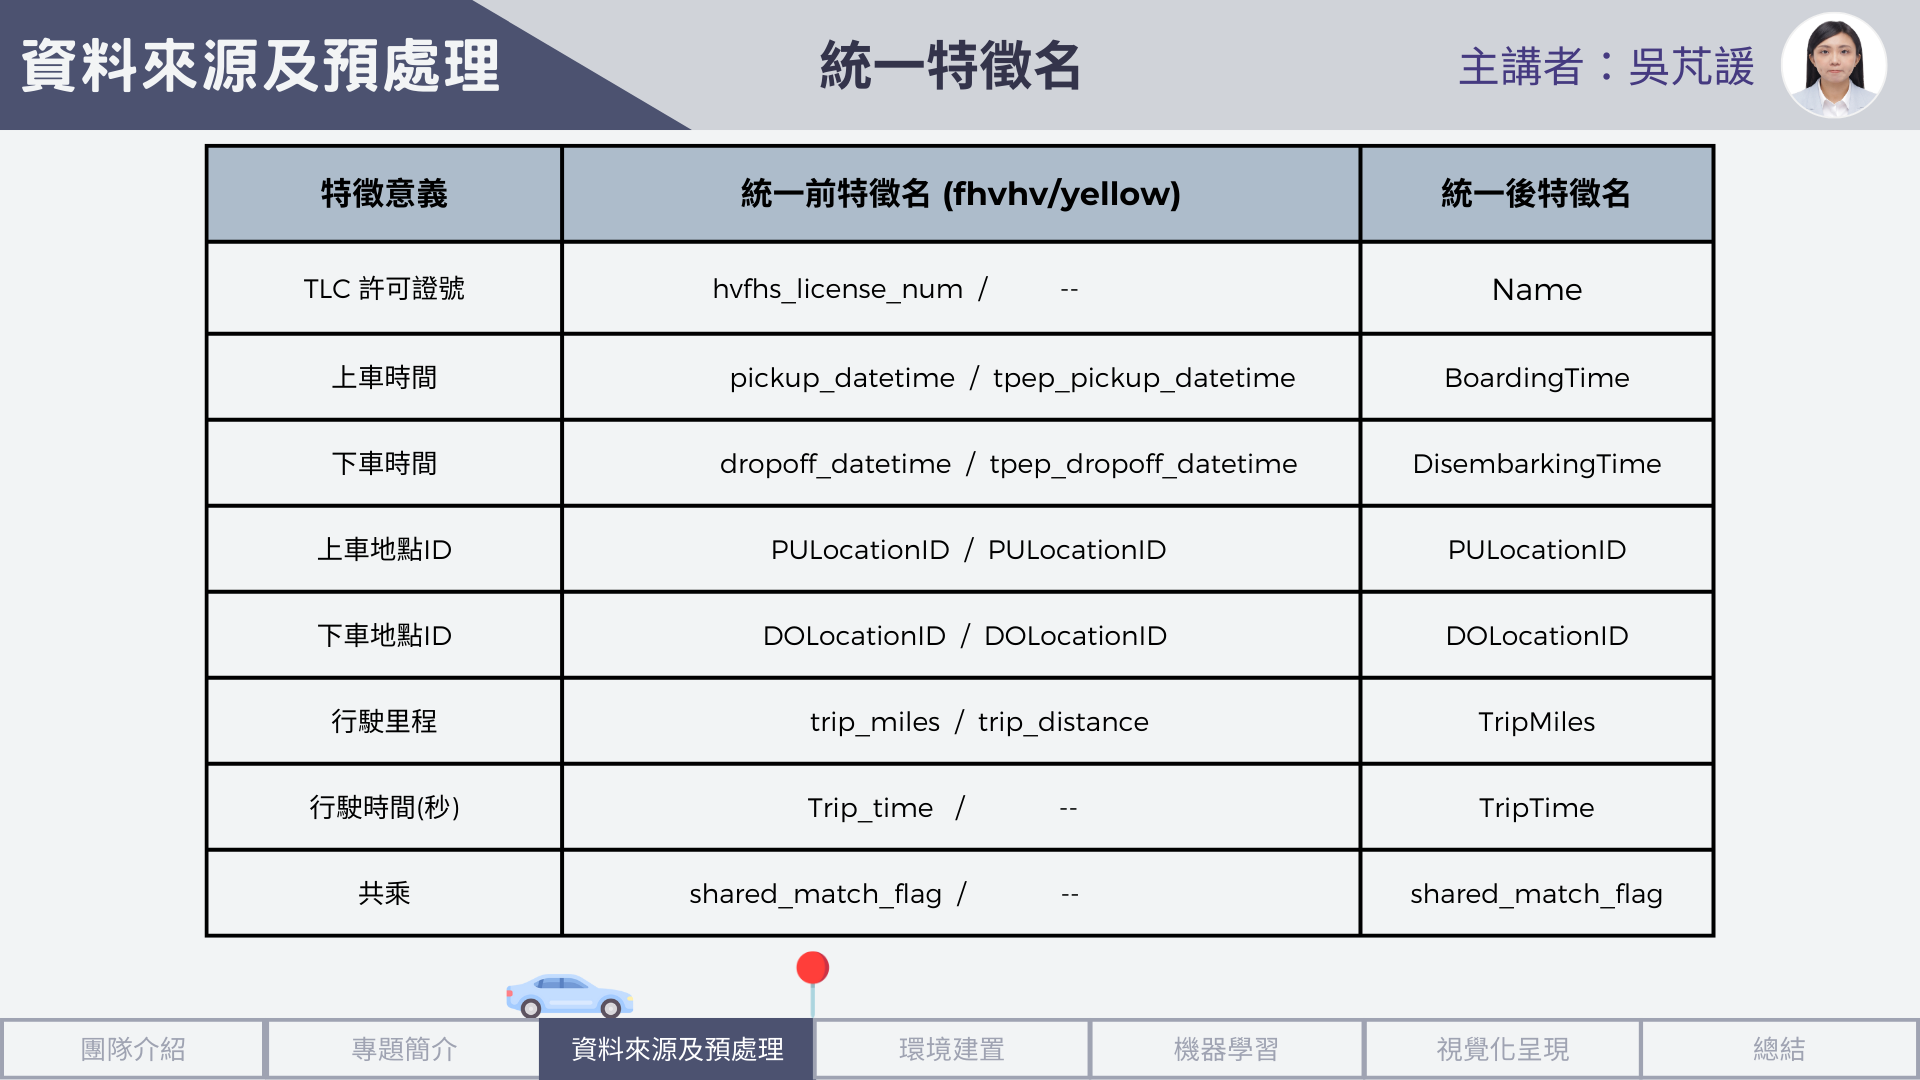 資料來源及預處理
統一特徵名
主講者：吳芃諼
特徵意義 統一前特徵名 (fhvhv/yellow) 統一後特徵名
TLC 許可證號 hvfhs_license_num / -- Name
上車時間 pickup_datetime / tpep_pickup_datetime BoardingTime
下車時間 dropoff_datetime / tpep_dropoff_datetime DisembarkingTime
上車地點ID PULocationID / PULocationID PULocationID
下車地點ID DOLocationID / DOLocationID DOLocationID
行駛里程 trip_miles / trip_distance TripMiles
行駛時間(秒) Trip_time / -- TripTime
共乘 shared_match_flag / -- shared_match_flag
團隊介紹 專題簡介 資料來源及預處理 環境建置 機器學習 視覺化呈現 總結